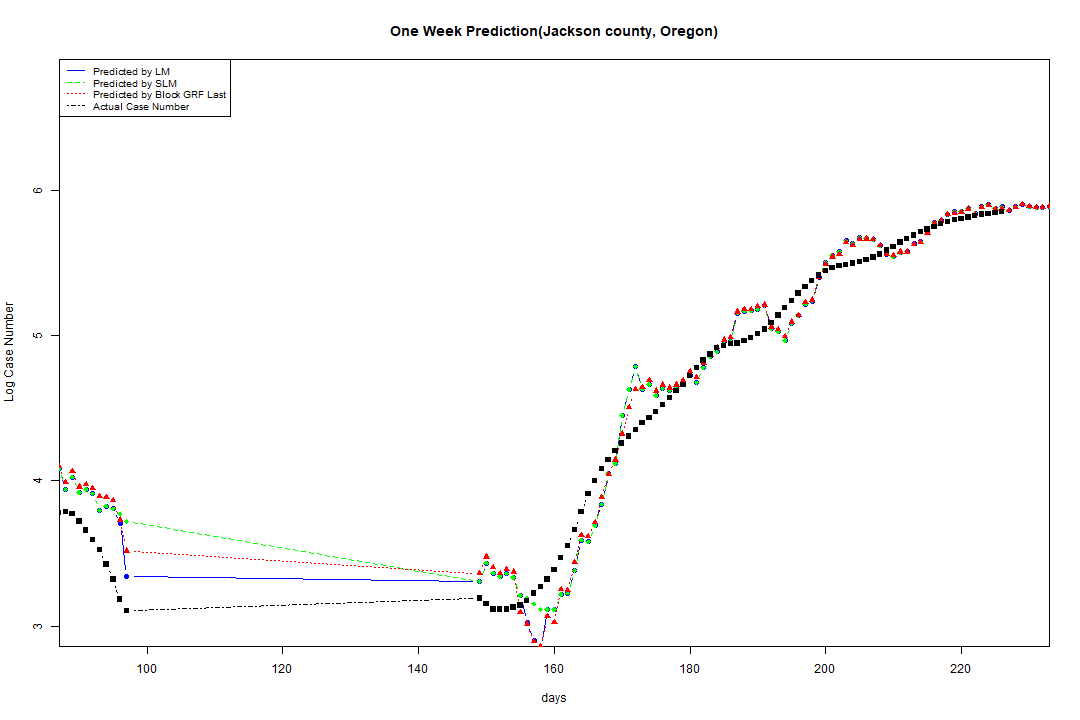 One Week Prediction(Jackson county, Oregon)
Predicted by LM
Predicted by SLM
Predicted by Block GRF Last
Actual Case Number
Log Case Number
6
5
4
3
100 120 140 160 180 200 220
days